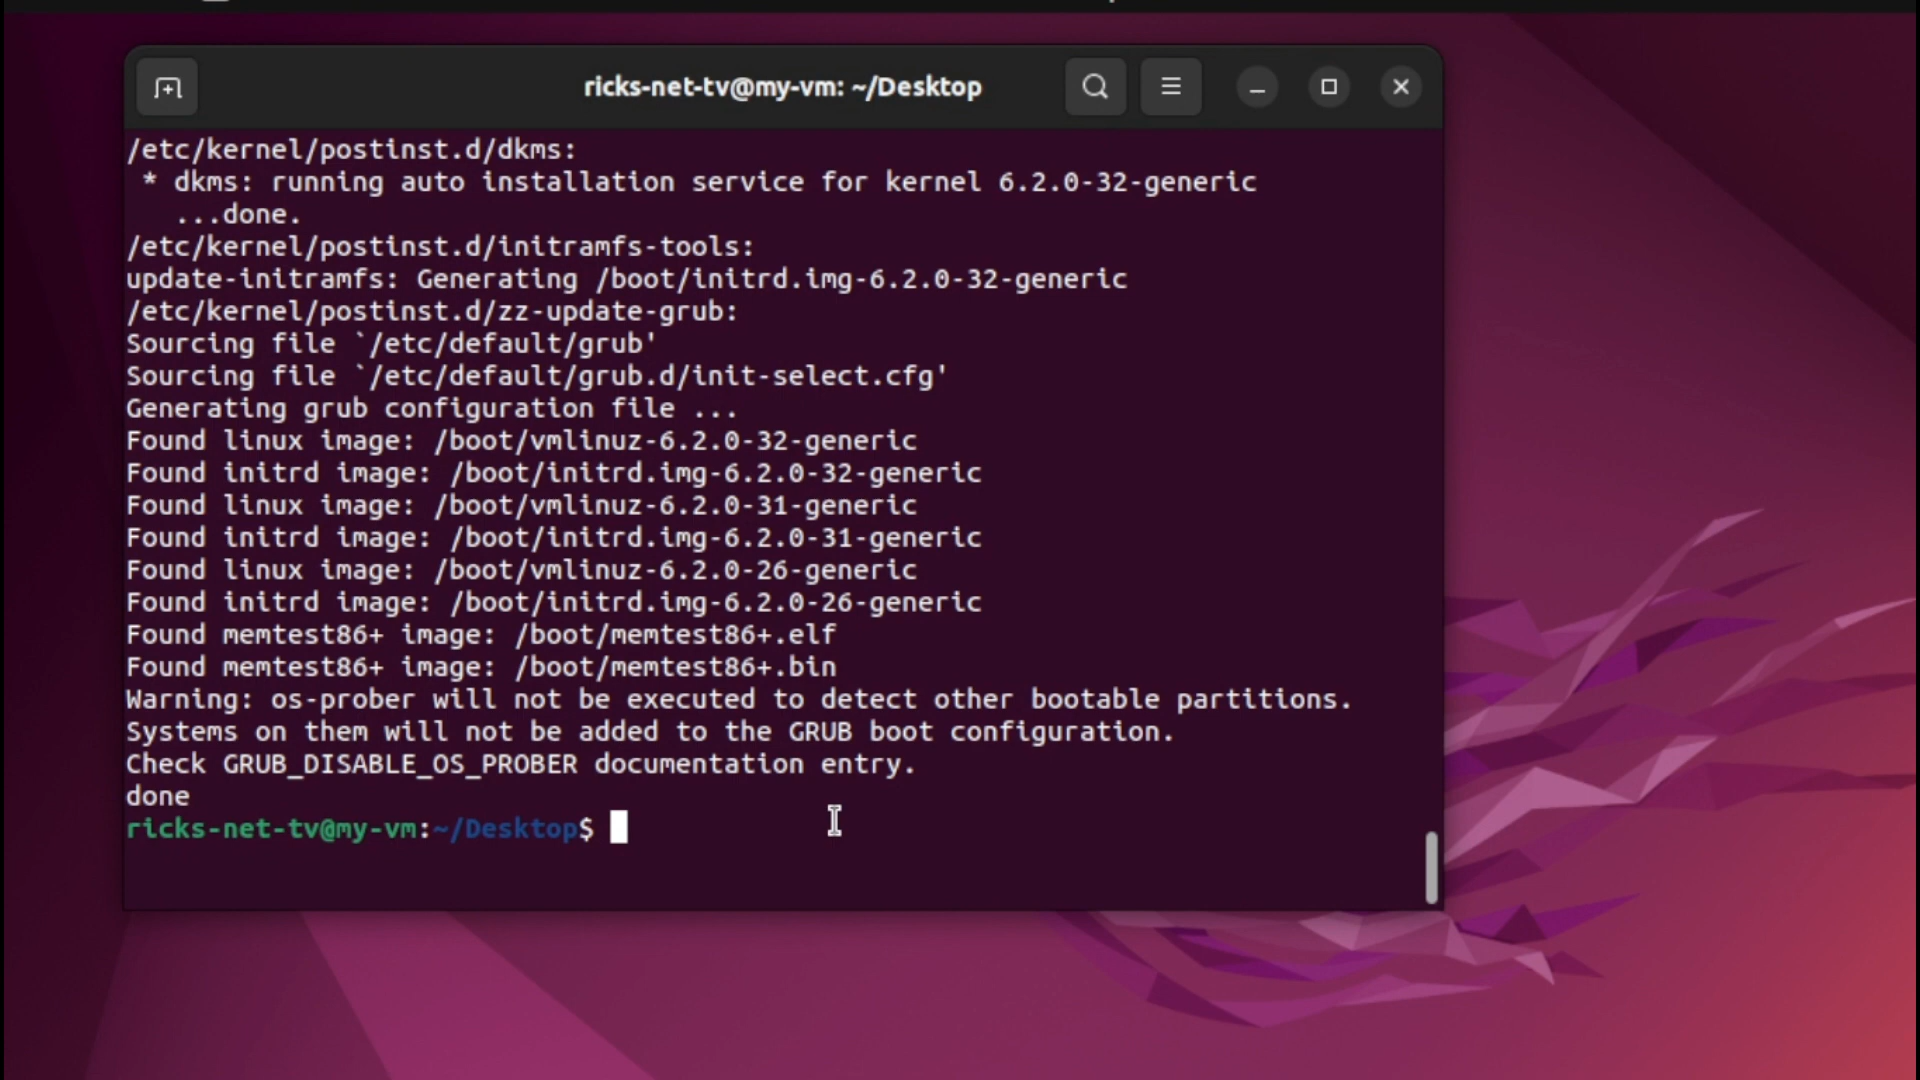 ricks-net-tv@my-vm: ~/Desktop
/etc/kernel/postinst.d/dkms:
 * dkms: running auto installation service for kernel 6.2.0-32-generic
   ...done.
/etc/kernel/postinst.d/initramfs-tools:
update-initramfs: Generating /boot/initrd.img-6.2.0-32-generic
/etc/kernel/postinst.d/zz-update-grub:
Sourcing file `/etc/default/grub'
Sourcing file `/etc/default/grub.d/init-select.cfg'
Generating grub configuration file ...
Found linux image: /boot/vmlinuz-6.2.0-32-generic
Found initrd image: /boot/initrd.img-6.2.0-32-generic
Found linux image: /boot/vmlinuz-6.2.0-31-generic
Found initrd image: /boot/initrd.img-6.2.0-31-generic
Found linux image: /boot/vmlinuz-6.2.0-26-generic
Found initrd image: /boot/initrd.img-6.2.0-26-generic
Found memtest86+ image: /boot/memtest86+.elf
Found memtest86+ image: /boot/memtest86+.bin
Warning: os-prober will not be executed to detect other bootable partitions.
Systems on them will not be added to the GRUB boot configuration.
Check GRUB_DISABLE_OS_PROBER documentation entry.
done
ricks-net-tv@my-vm:~/Desktop$